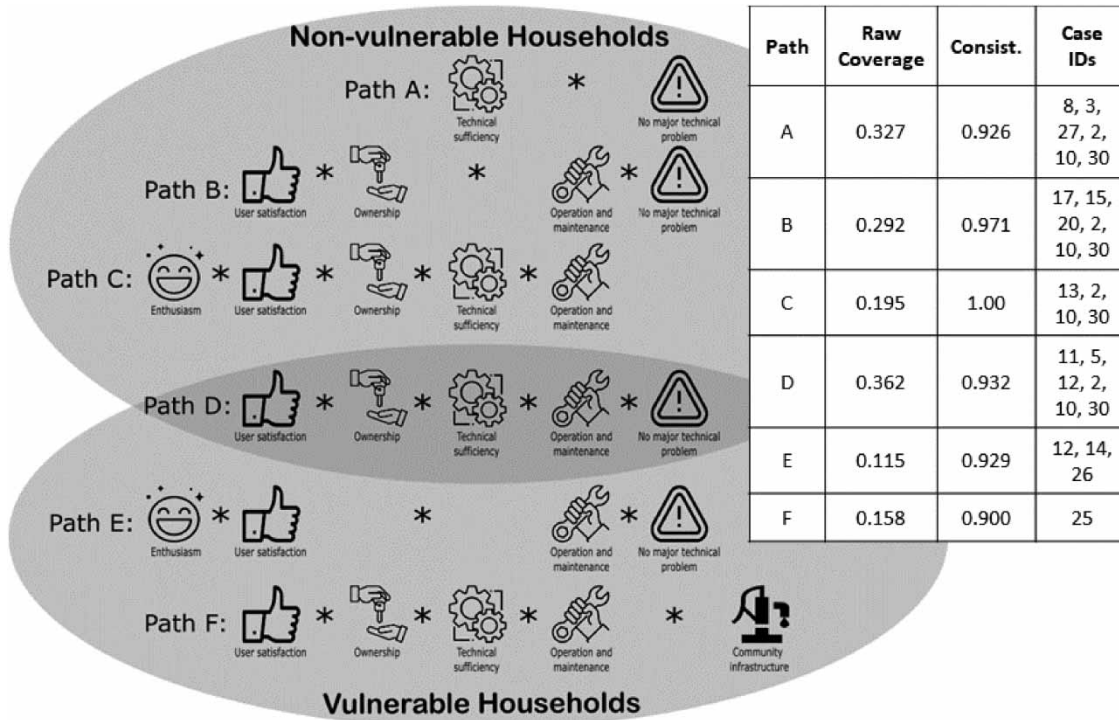 Non-vulnerable Households
Path A: *
Technical
sufficiency
No major technical
problem
Path B: * * *
User satisfaction
Ownership
Operation and
maintenance
No major technical
problem
Path C: * * * *
Enthusiasm
User satisfaction
Ownership
Technical
sufficiency
Operation and
maintenance
Path D: * * * *
User satisfaction
Ownership
Technical
sufficiency
Operation and
maintenance
No major technical
problem
Path E: * * *
Enthusiasm
User satisfaction
Operation and
maintenance
No major technical
problem
Path F: * * * *
User satisfaction
Ownership
Technical
sufficiency
Operation and
maintenance
Community
infrastructure
Vulnerable Households
Path
Raw
Coverage
Consist.
Case
IDs
A
0.327
0.926
8, 3,
27, 2,
10, 30
B
0.292
0.971
17, 15,
20, 2,
10, 30
C
0.195
1.00
13, 2,
10, 30
D
0.362
0.932
11, 5,
12, 2,
10, 30
E
0.115
0.929
12, 14,
26
F
0.158
0.900
25